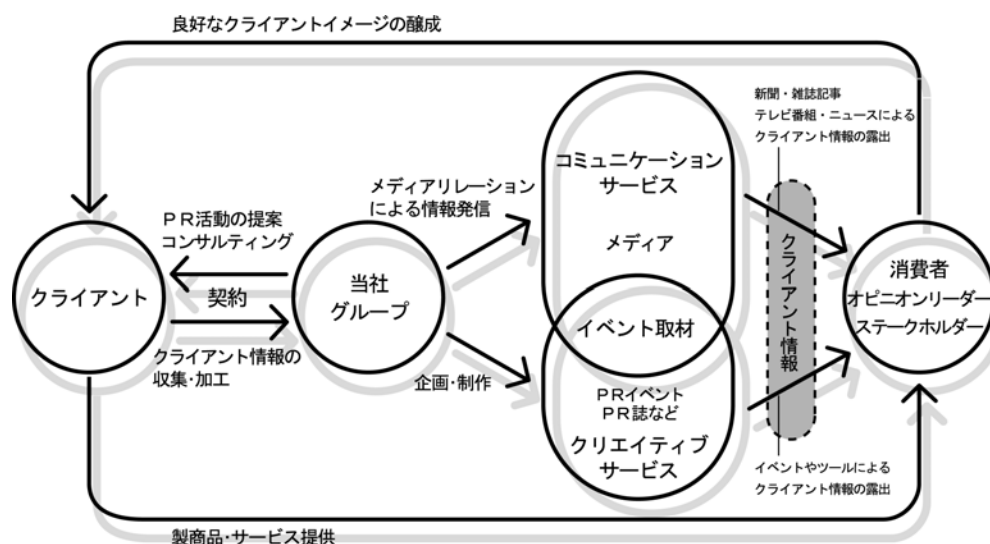 良好なクライアントイメージの醸成
新聞・雑誌記事
テレビ番組・ニュースによる
クライアント情報の露出
コミュニケーション
サービス
メディアリレーション
による情報発信
PR活動の提案
コンサルティング
メディア
クライアント
契約
当社
グループ
イベント取材
クライアント情報
消費者
オピニオンリーダー
ステークホルダー
クライアント情報の
収集・加工
企画・制作
PRイベント
PR誌など
クリエイティブ
サービス
イベントやツールによる
クライアント情報の露出
製商品・サービス提供